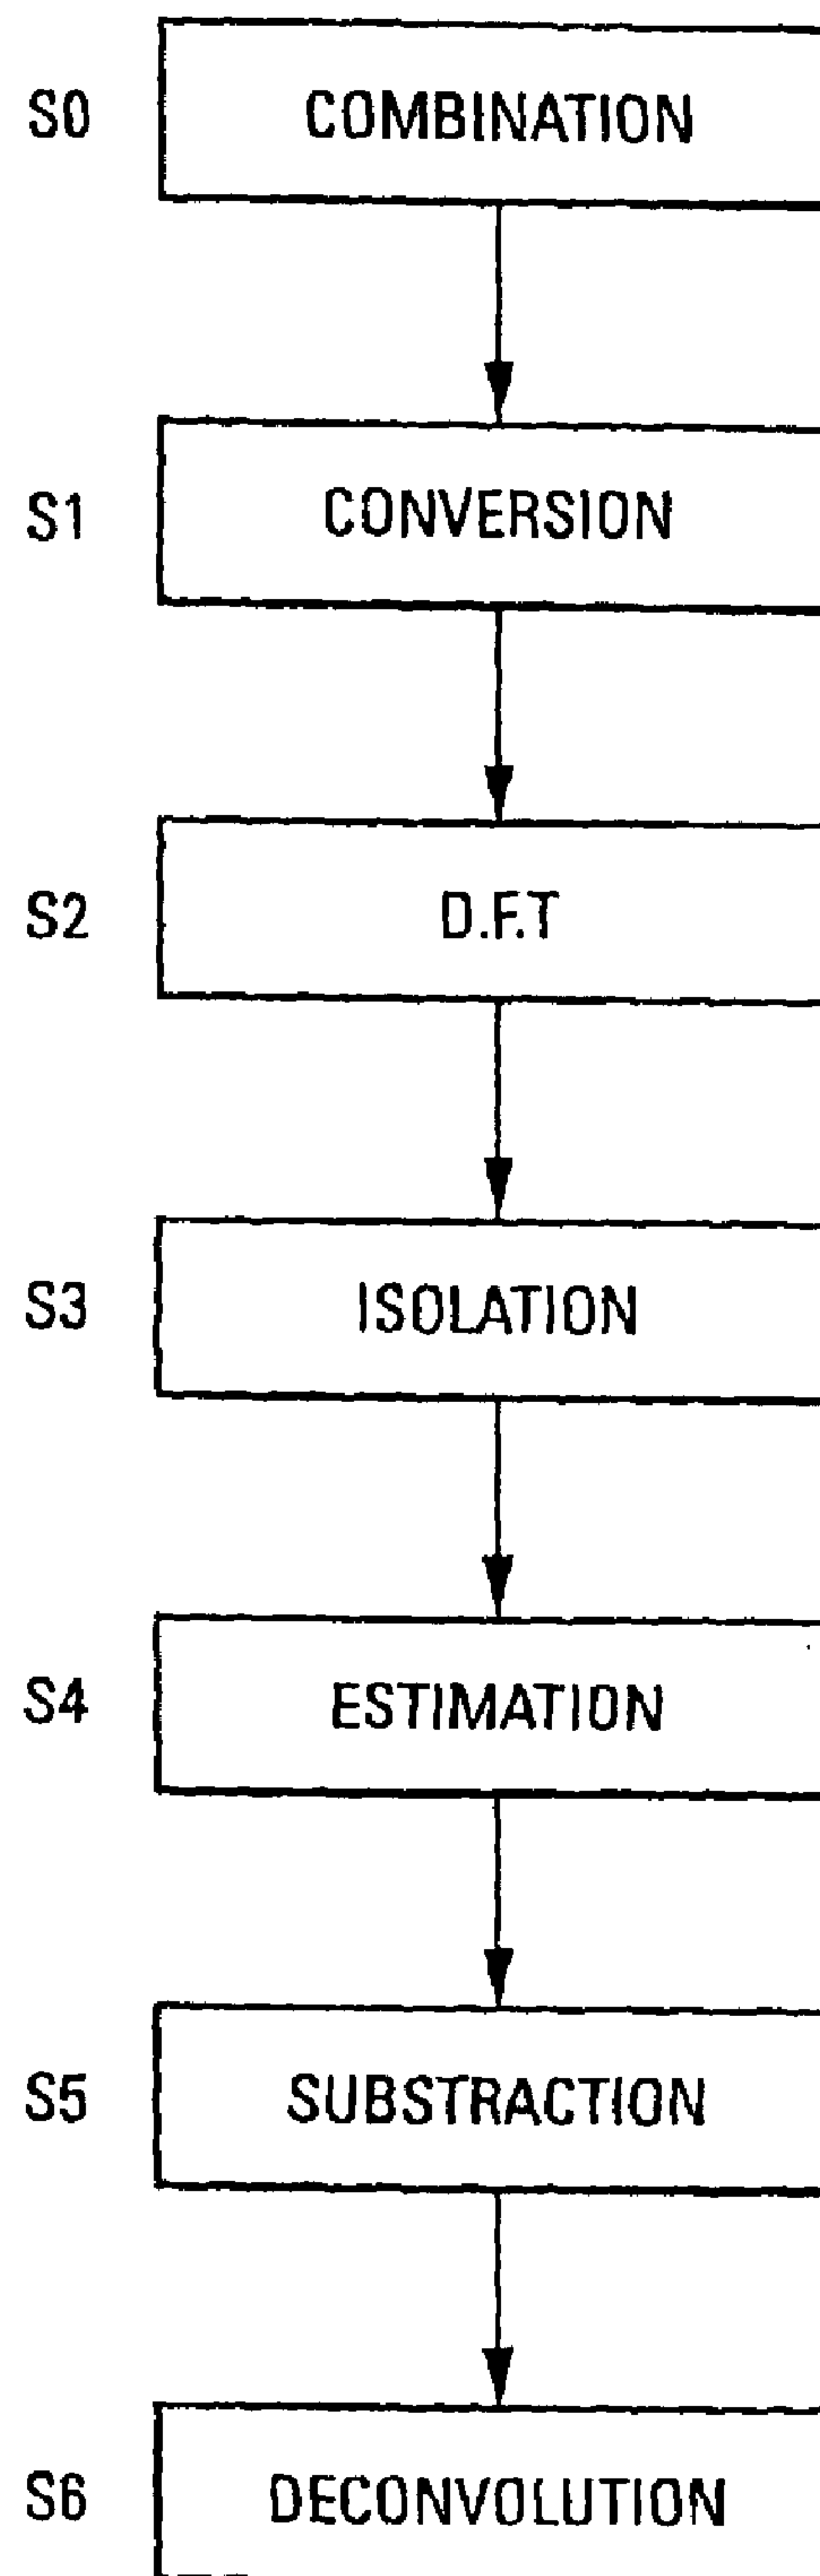 S0 COMBINATION
S1 CONVERSION
S2 D.F.T
S3 ISOLATION
S4 ESTIMATION
S5 SUBSTRACTION
S6 DECONVOLUTION